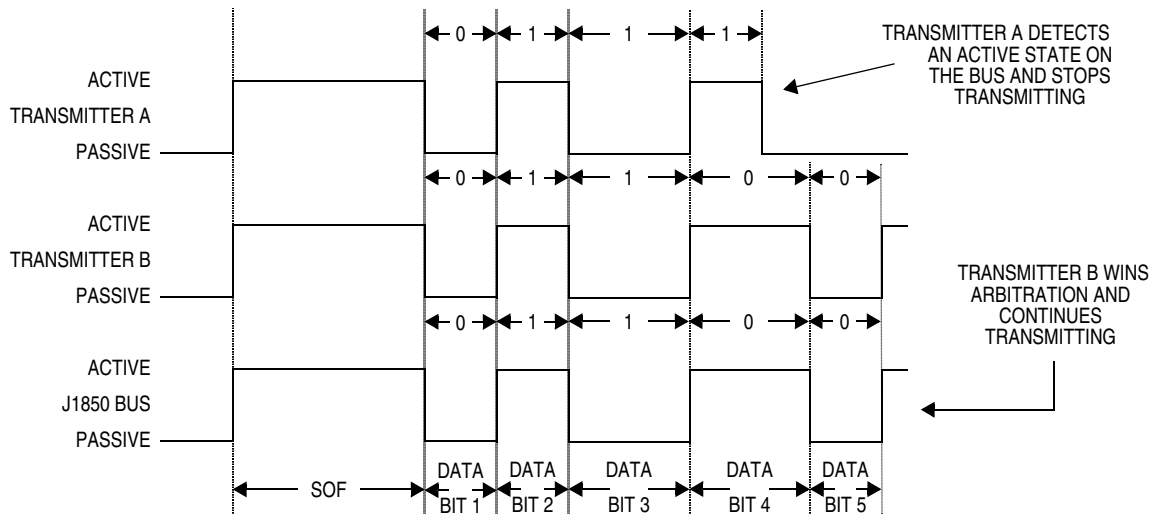 0 1 1 1
TRANSMITTER A DETECTS
AN ACTIVE STATE ON
THE BUS AND STOPS
TRANSMITTING
ACTIVE
TRANSMITTER A
PASSIVE
0 1 1 0 0
ACTIVE
TRANSMITTER B
PASSIVE
TRANSMITTER B WINS
ARBITRATION AND
CONTINUES
TRANSMITTING
0 1 1 0 0
ACTIVE
J1850 BUS
PASSIVE
SOF
DATA
BIT 1
DATA
BIT 2
DATA
BIT 3
DATA
BIT 4
DATA
BIT 5